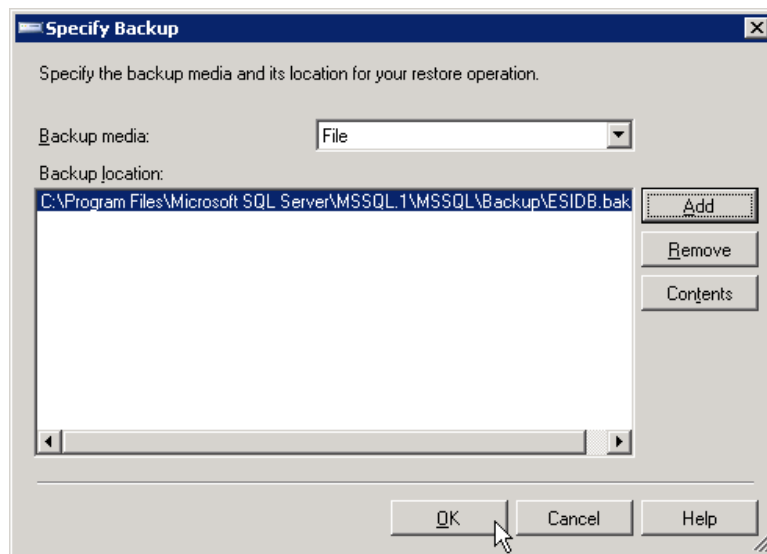 Specify Backup
Specify the backup media and its location for your restore operation.
Backup media:
File
Backup location:
C:\Program Files\Microsoft SQL Server\MSSQL.1\MSSQL\Backup\ESIDB.bak
Add
Remove
Contents
OK
Cancel
Help